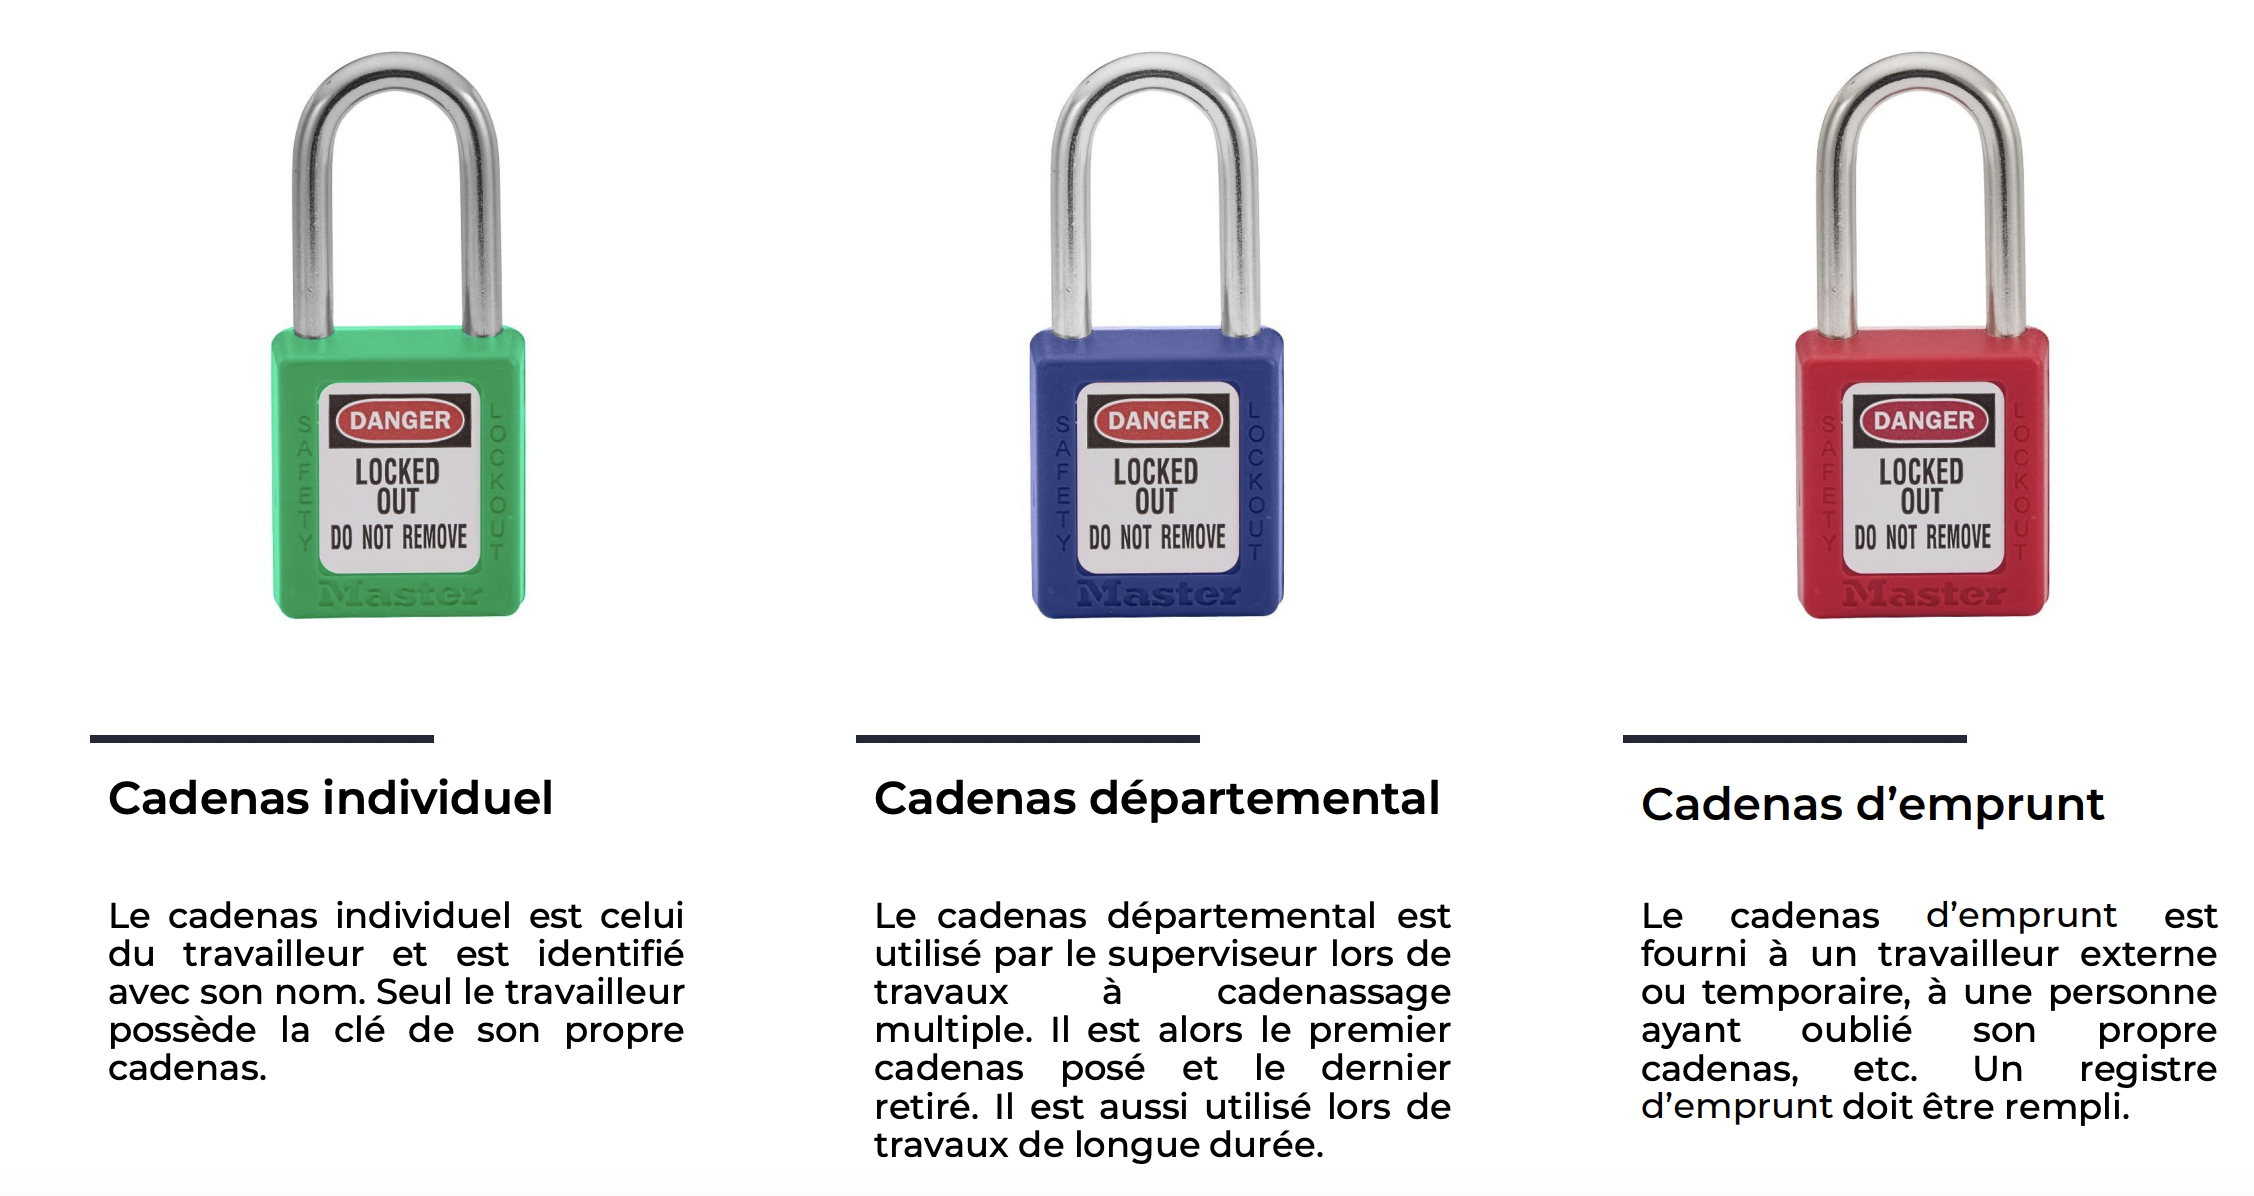 DANGER
LOCKED
OUT
DO NOT REMOVE
SAFETY
LOCKOUT
Master
DANGER
LOCKED
OUT
DO NOT REMOVE
SAFETY
LOCKOUT
Master
DANGER
LOCKED
OUT
DO NOT REMOVE
SAFETY
LOCKOUT
Master
Cadenas individuel
Le cadenas individuel est celui
du travailleur et est identifié
avec son nom. Seul le travailleur
possède la clé de son propre
cadenas.
Cadenas départemental
Le cadenas départemental est
utilisé par le superviseur lors de
travaux à cadenassage
multiple. Il est alors le premier
cadenas posé et le dernier
retiré. Il est aussi utilisé lors de
travaux de longue durée.
Cadenas d’emprunt
Le cadenas d’emprunt est
fourni à un travailleur externe
ou temporaire, à une personne
ayant oublié son propre
cadenas, etc. Un registre
d’emprunt doit être rempli.